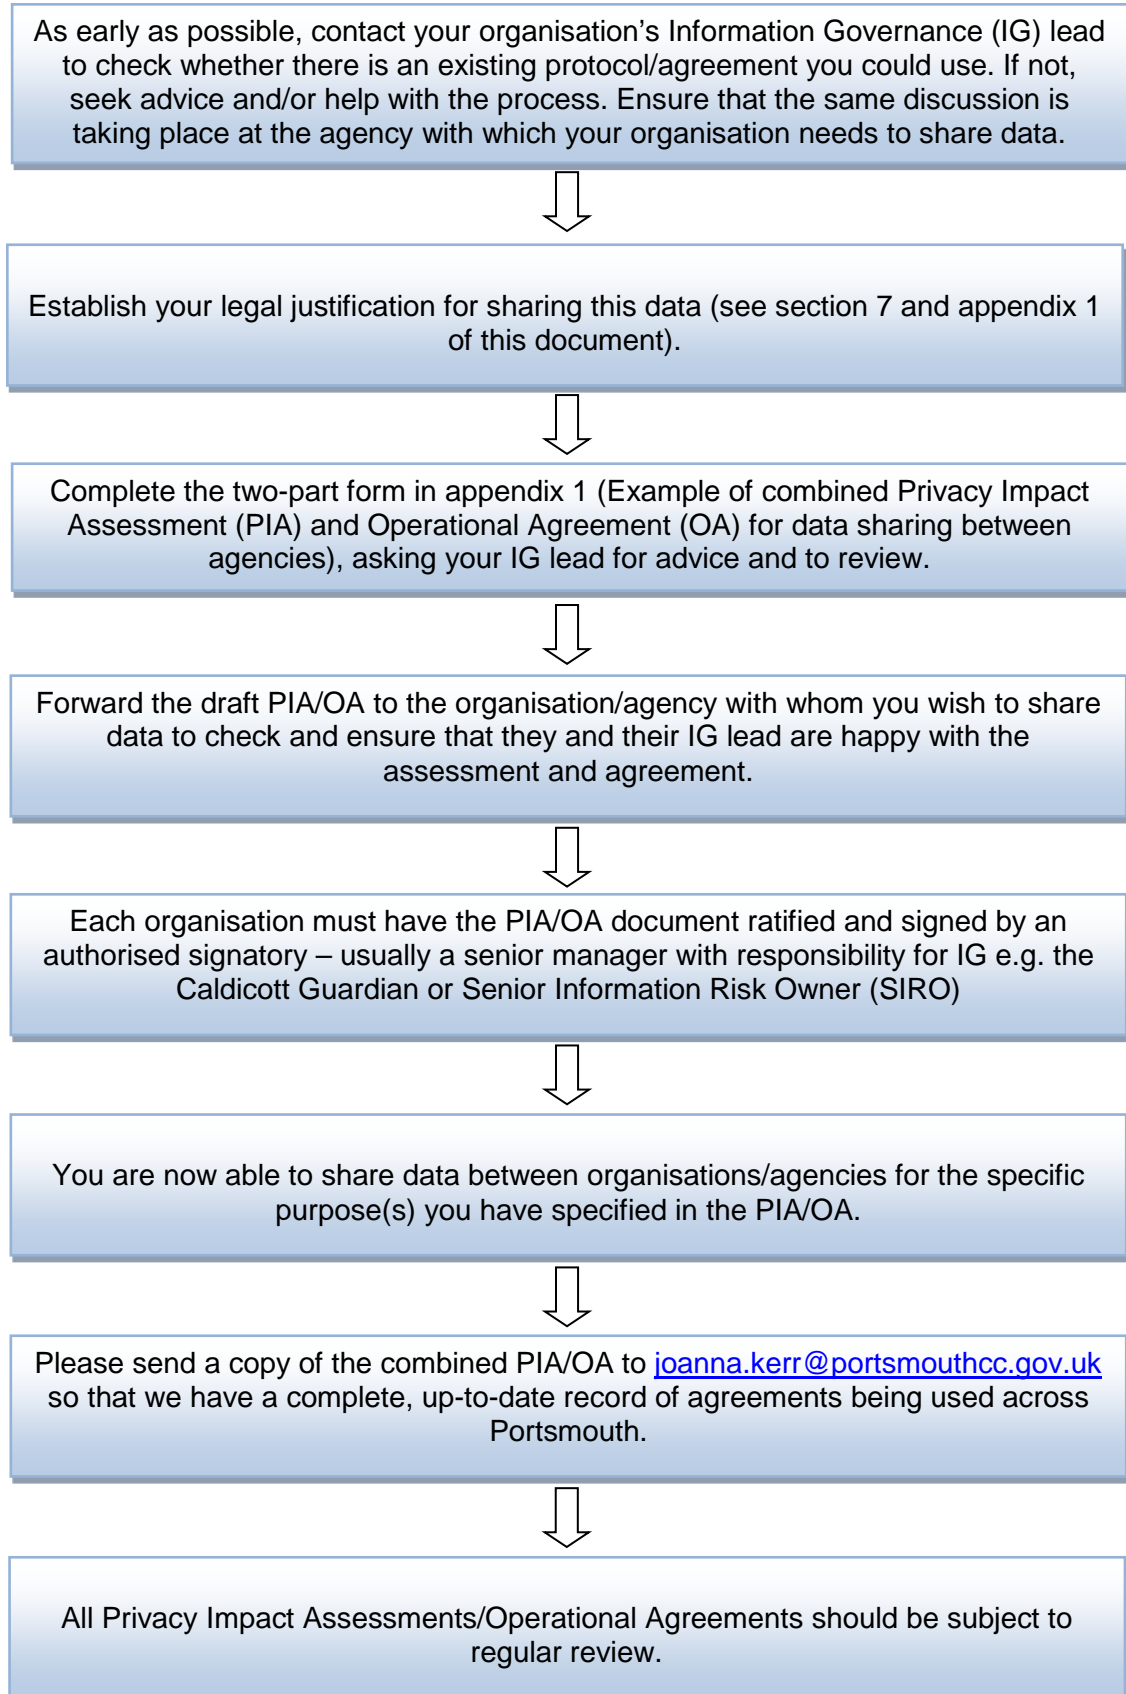 As early as possible, contact your organisation’s Information Governance (IG) lead
to check whether there is an existing protocol/agreement you could use. If not,
seek advice and/or help with the process. Ensure that the same discussion is
taking place at the agency with which your organisation needs to share data.
Establish your legal justification for sharing this data (see section 7 and appendix 1
of this document).
Complete the two-part form in appendix 1 (Example of combined Privacy Impact
Assessment (PIA) and Operational Agreement (OA) for data sharing between
agencies), asking your IG lead for advice and to review.
Forward the draft PIA/OA to the organisation/agency with whom you wish to share
data to check and ensure that they and their IG lead are happy with the
assessment and agreement.
Each organisation must have the PIA/OA document ratified and signed by an
authorised signatory – usually a senior manager with responsibility for IG e.g. the
Caldicott Guardian or Senior Information Risk Owner (SIRO)
You are now able to share data between organisations/agencies for the specific
purpose(s) you have specified in the PIA/OA.
Please send a copy of the combined PIA/OA to joanna.kerr@portsmouthcc.gov.uk
so that we have a complete, up-to-date record of agreements being used across
Portsmouth.
All Privacy Impact Assessments/Operational Agreements should be subject to
regular review.